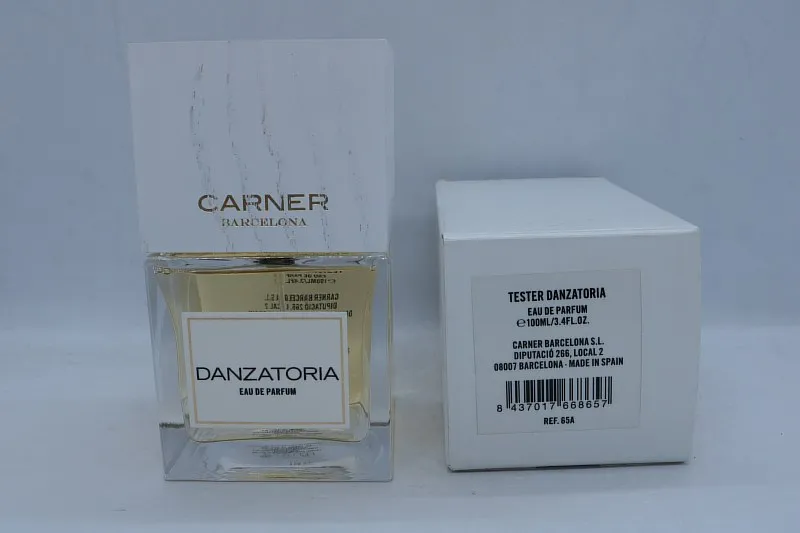 CARNER
BARCELONA
DANZATORIA
EAU DE PARFUM
TESTER DANZATORIA
EAU DE PARFUM
℮100ML/3.4FL.OZ.
CARNER BARCELONA S.L.
DIPUTACIÓ 266, LOCAL 2
08007 BARCELONA - MADE IN SPAIN
8 437017 668657
REF. 65A